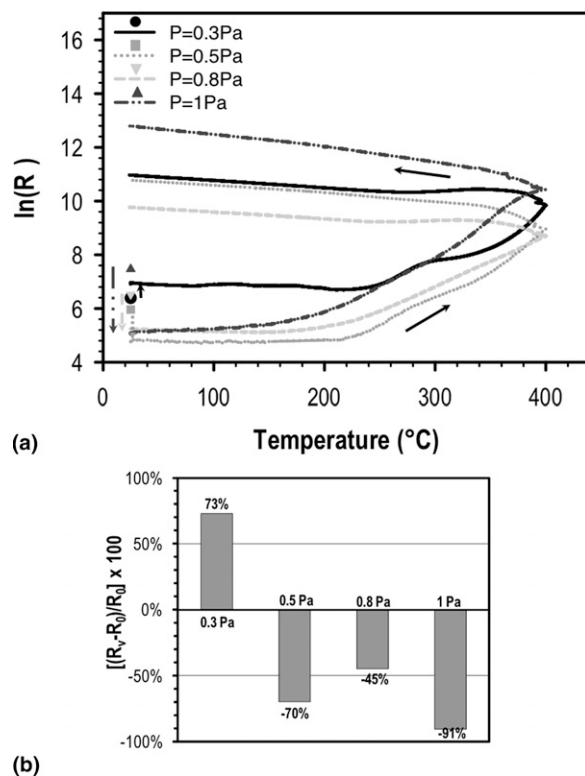 16
14
12
10
8
6
4
ln(R )
P=0.3Pa
P=0.5Pa
P=0.8Pa
P=1Pa
0
100
200
300
400
Temperature (°C)
(a)
100%
50%
0%
-50%
-100%
[(Rᵥ-R₀)/R₀] x 100
73%
0.3 Pa
0.5 Pa
0.8 Pa
1 Pa
-70%
-45%
-91%
(b)